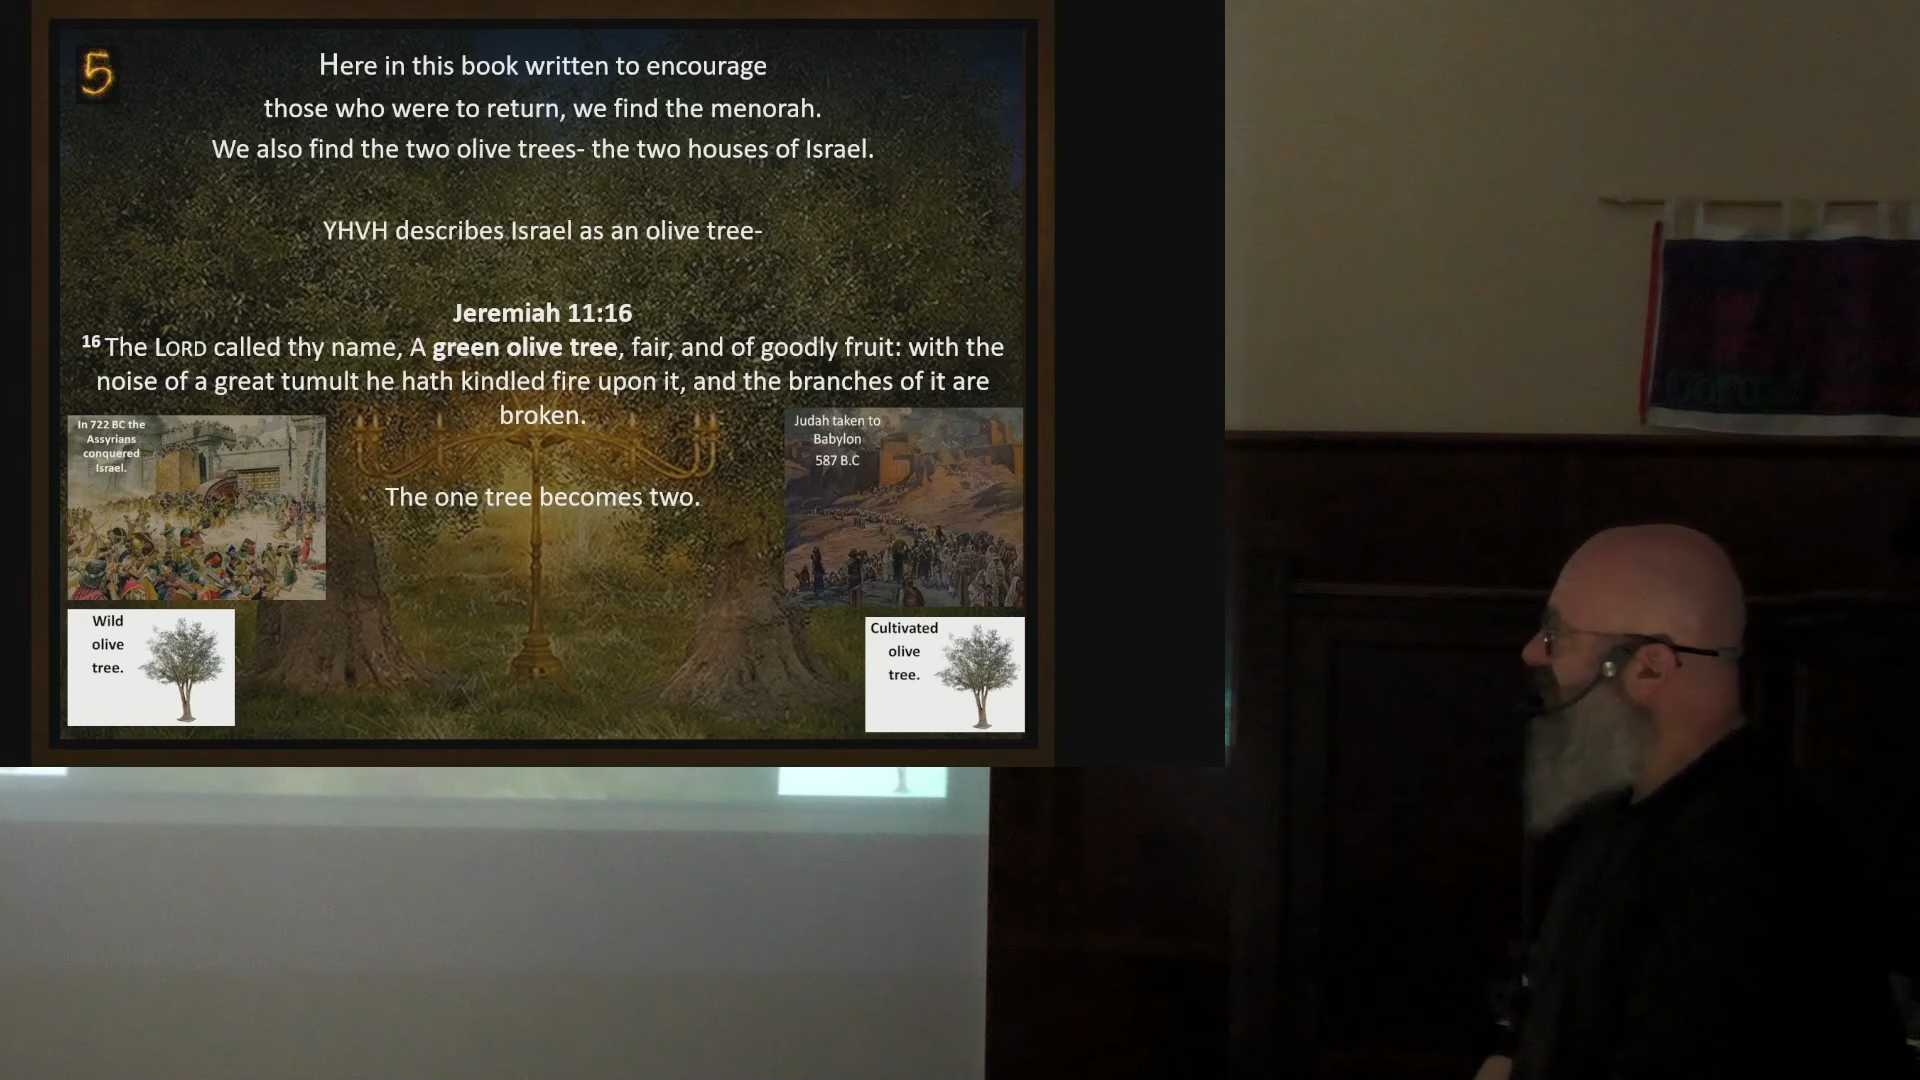 5
Here in this book written to encourage
those who were to return, we find the menorah.
We also find the two olive trees- the two houses of Israel.
YHVH describes Israel as an olive tree-
Jeremiah 11:16
16 The LORD called thy name, A green olive tree, fair, and of goodly fruit: with the
noise of a great tumult he hath kindled fire upon it, and the branches of it are
broken.
In 722 BC the
Assyrians
conquered
Israel.
Judah taken to
Babylon
587 B.C
The one tree becomes two.
Wild
olive
tree.
Cultivated
olive
tree.